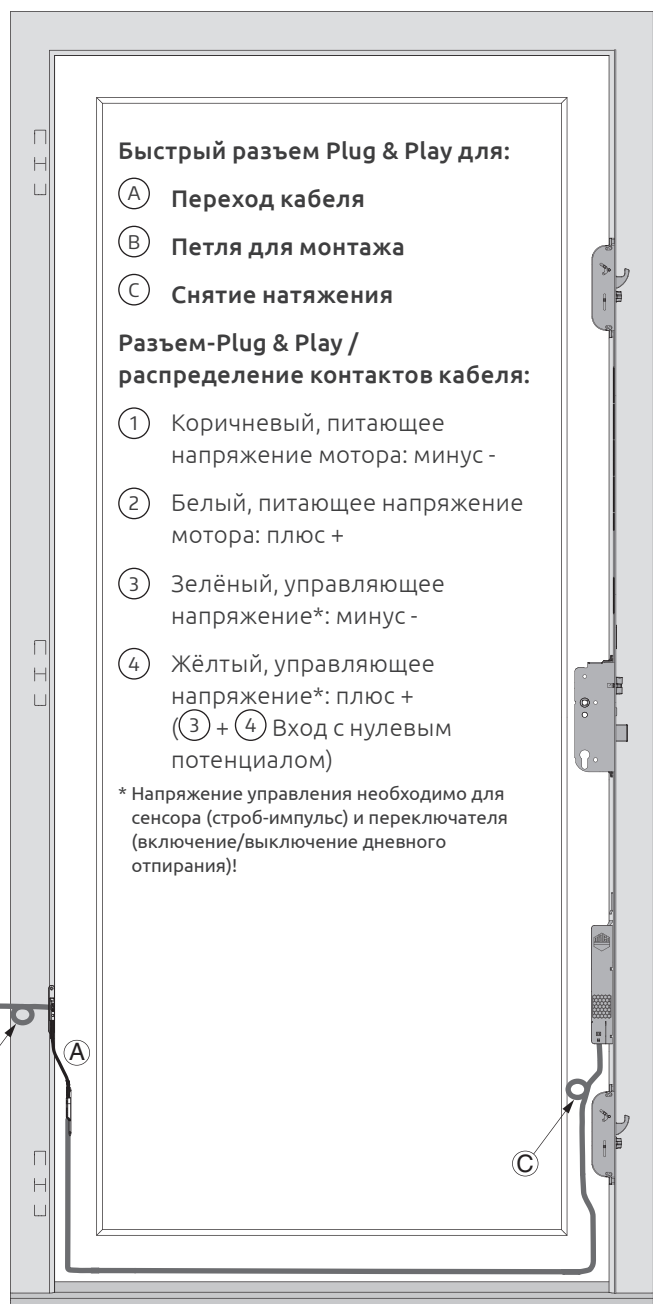 Быстрый разъем Plug & Play для:
A Переход кабеля
B Петля для монтажа
C Снятие натяжения
Разъем-Plug & Play /
распределение контактов кабеля:
1 Коричневый, питающее
напряжение мотора: минус -
2 Белый, питающее напряжение
мотора: плюс +
3 Зелёный, управляющее
напряжение*: минус -
4 Жёлтый, управляющее
напряжение*: плюс +
(3 + 4 Вход с нулевым
потенциалом)
* Напряжение управления необходимо для
сенсора (строб-импульс) и переключателя
(включение/выключение дневного
отпирания)!
A
C